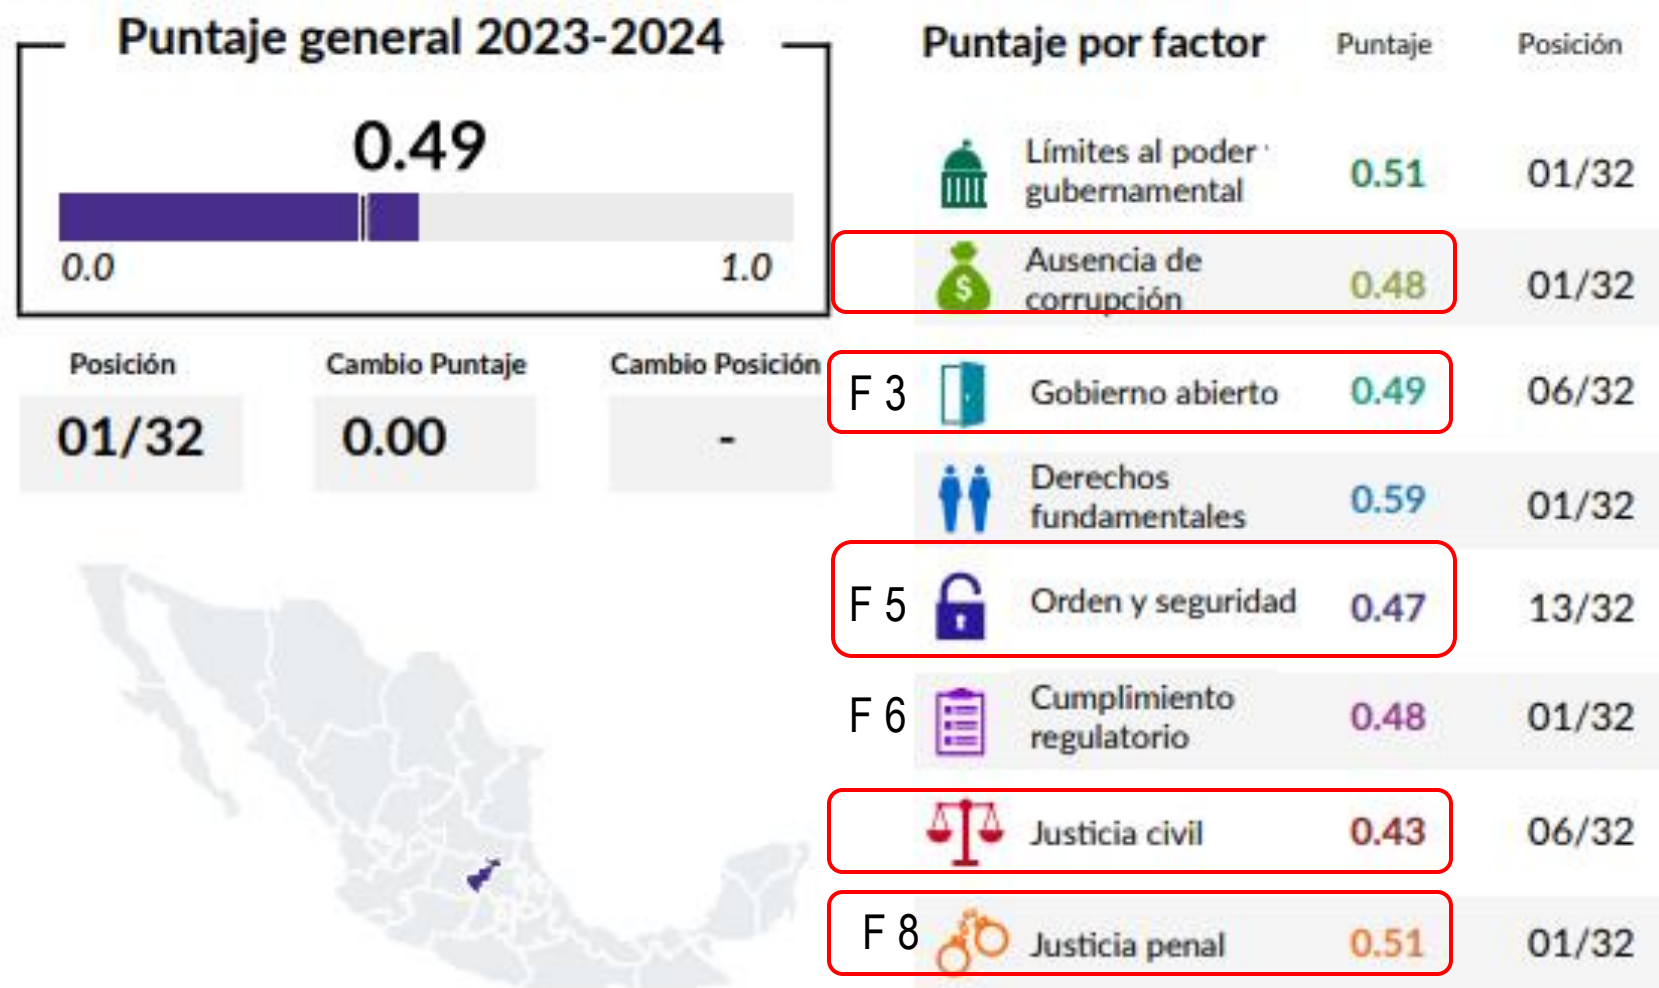 Puntaje general 2023-2024
0.49
0.0 1.0
Posición Cambio Puntaje Cambio Posición
01/32 0.00 -
Puntaje por factor Puntaje Posición
Límites al poder
gubernamental 0.51 01/32
Ausencia de
corrupción 0.48 01/32
F 3 Gobierno abierto 0.49 06/32
Derechos
fundamentales 0.59 01/32
F 5 Orden y seguridad 0.47 13/32
F 6 Cumplimiento
regulatorio 0.48 01/32
Justicia civil 0.43 06/32
F 8 Justicia penal 0.51 01/32
$